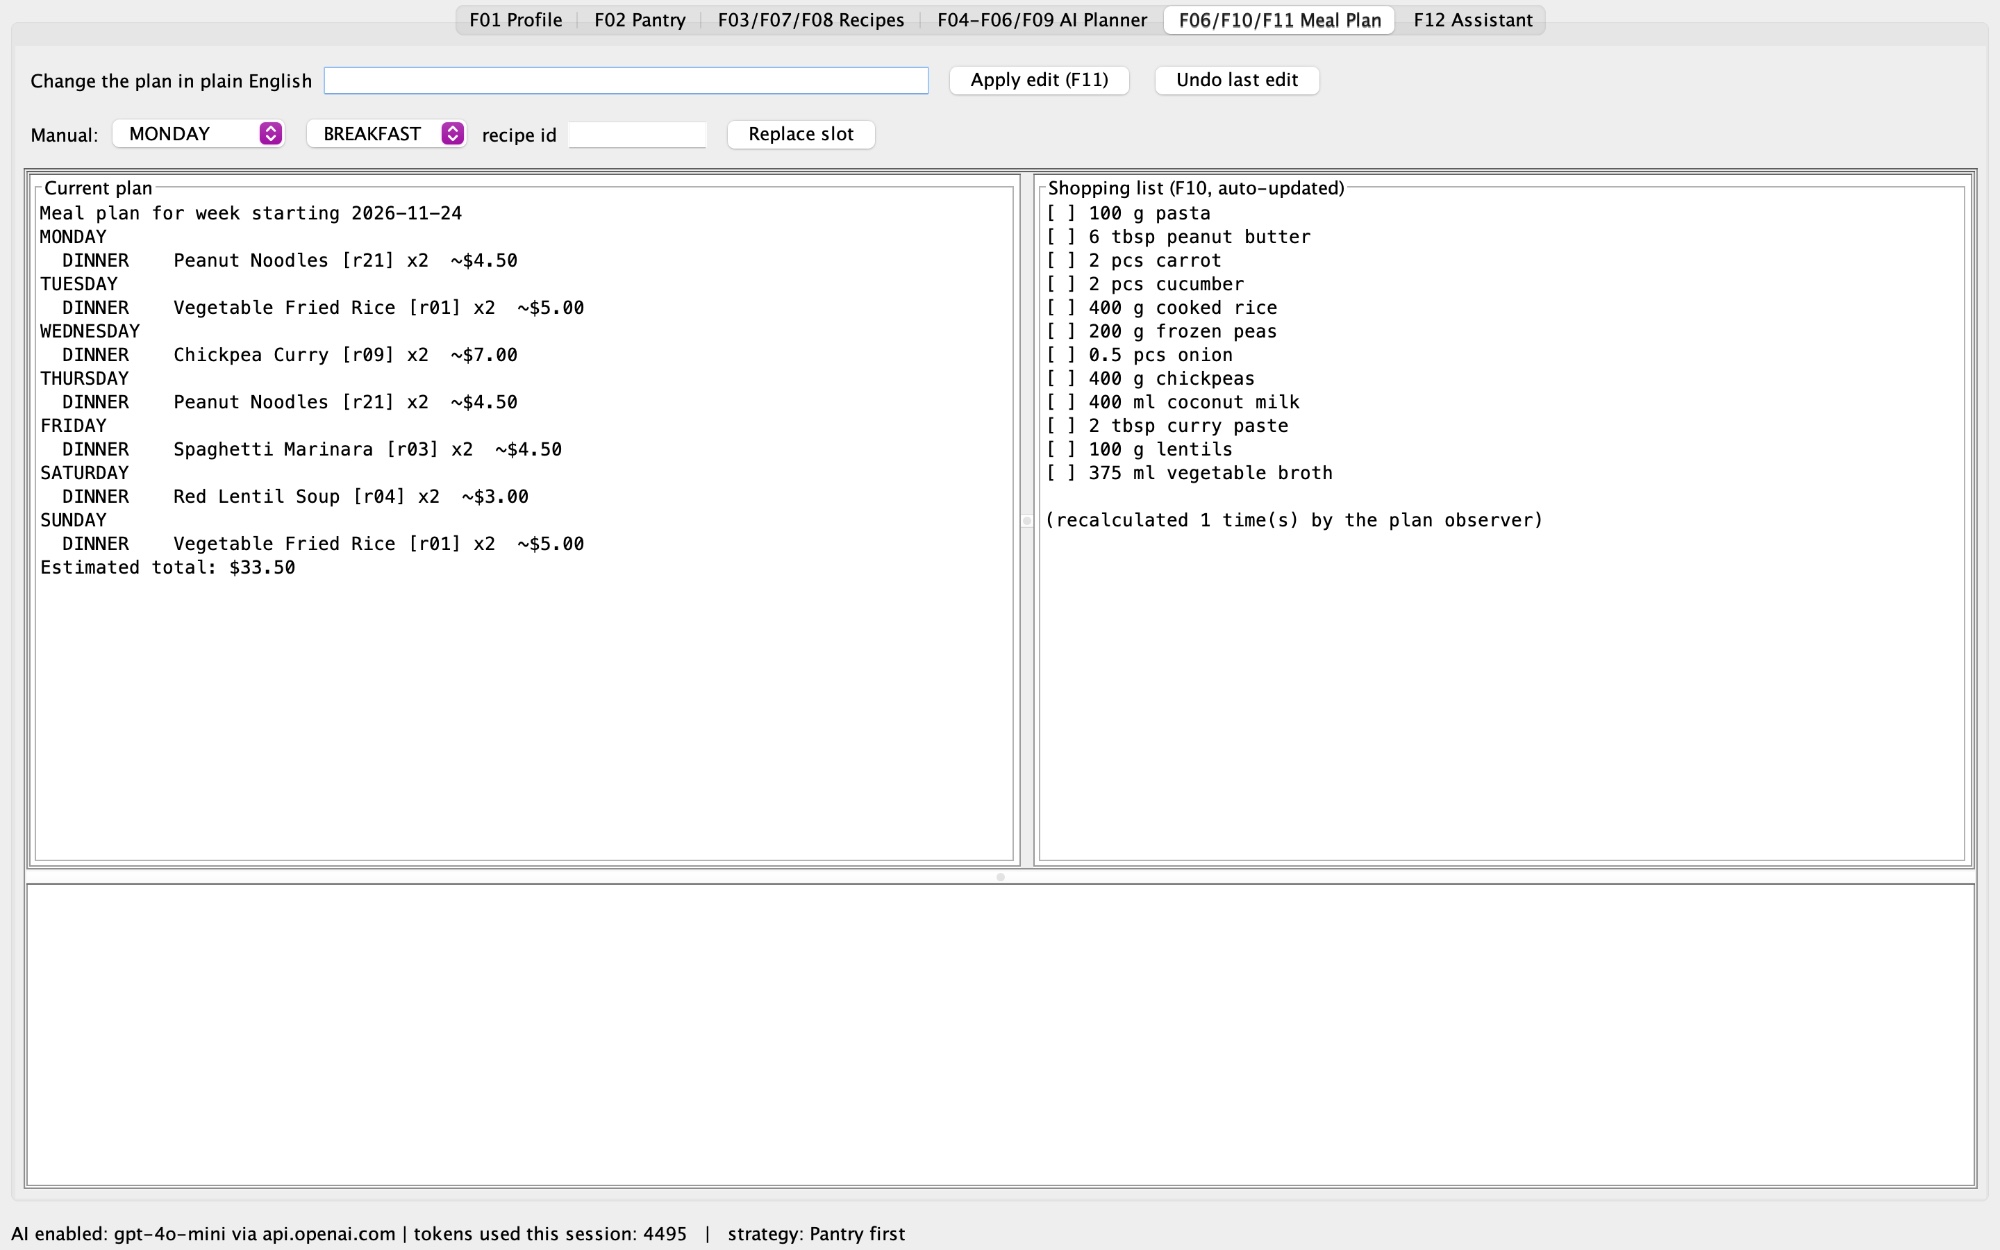 F01 Profile F02 Pantry F03/F07/F08 Recipes F04-F06/F09 AI Planner F06/F10/F11 Meal Plan F12 Assistant
Change the plan in plain English Apply edit (F11) Undo last edit
Manual: MONDAY BREAKFAST recipe id Replace slot
Current plan
Meal plan for week starting 2026-11-24
MONDAY
DINNER Peanut Noodles [r21] x2 ~$4.50
TUESDAY
DINNER Vegetable Fried Rice [r01] x2 ~$5.00
WEDNESDAY
DINNER Chickpea Curry [r09] x2 ~$7.00
THURSDAY
DINNER Peanut Noodles [r21] x2 ~$4.50
FRIDAY
DINNER Spaghetti Marinara [r03] x2 ~$4.50
SATURDAY
DINNER Red Lentil Soup [r04] x2 ~$3.00
SUNDAY
DINNER Vegetable Fried Rice [r01] x2 ~$5.00
Estimated total: $33.50
Shopping list (F10, auto-updated)
[ ] 100 g pasta
[ ] 6 tbsp peanut butter
[ ] 2 pcs carrot
[ ] 2 pcs cucumber
[ ] 400 g cooked rice
[ ] 200 g frozen peas
[ ] 0.5 pcs onion
[ ] 400 g chickpeas
[ ] 400 ml coconut milk
[ ] 2 tbsp curry paste
[ ] 100 g lentils
[ ] 375 ml vegetable broth
(recalculated 1 time(s) by the plan observer)
AI enabled: gpt-4o-mini via api.openai.com | tokens used this session: 4495 | strategy: Pantry first